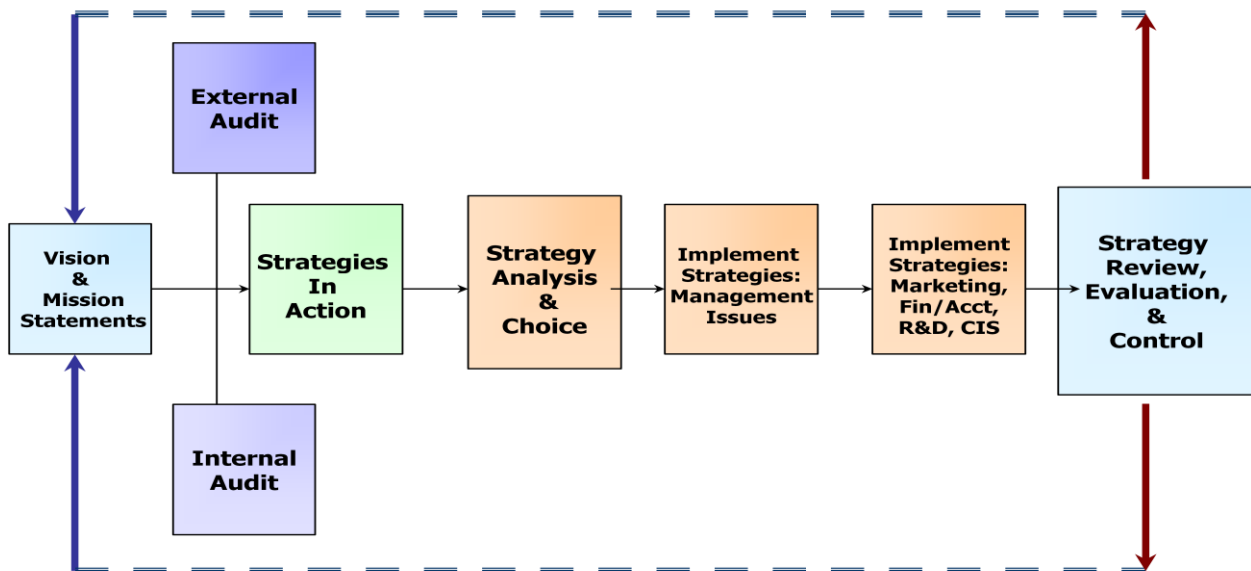 External
Audit
Vision
&
Mission
Statements
Strategies
In
Action
Strategy
Analysis
&
Choice
Implement
Strategies:
Management
Issues
Implement
Strategies:
Marketing,
Fin/Acct,
R&D, CIS
Strategy
Review,
Evaluation,
&
Control
Internal
Audit